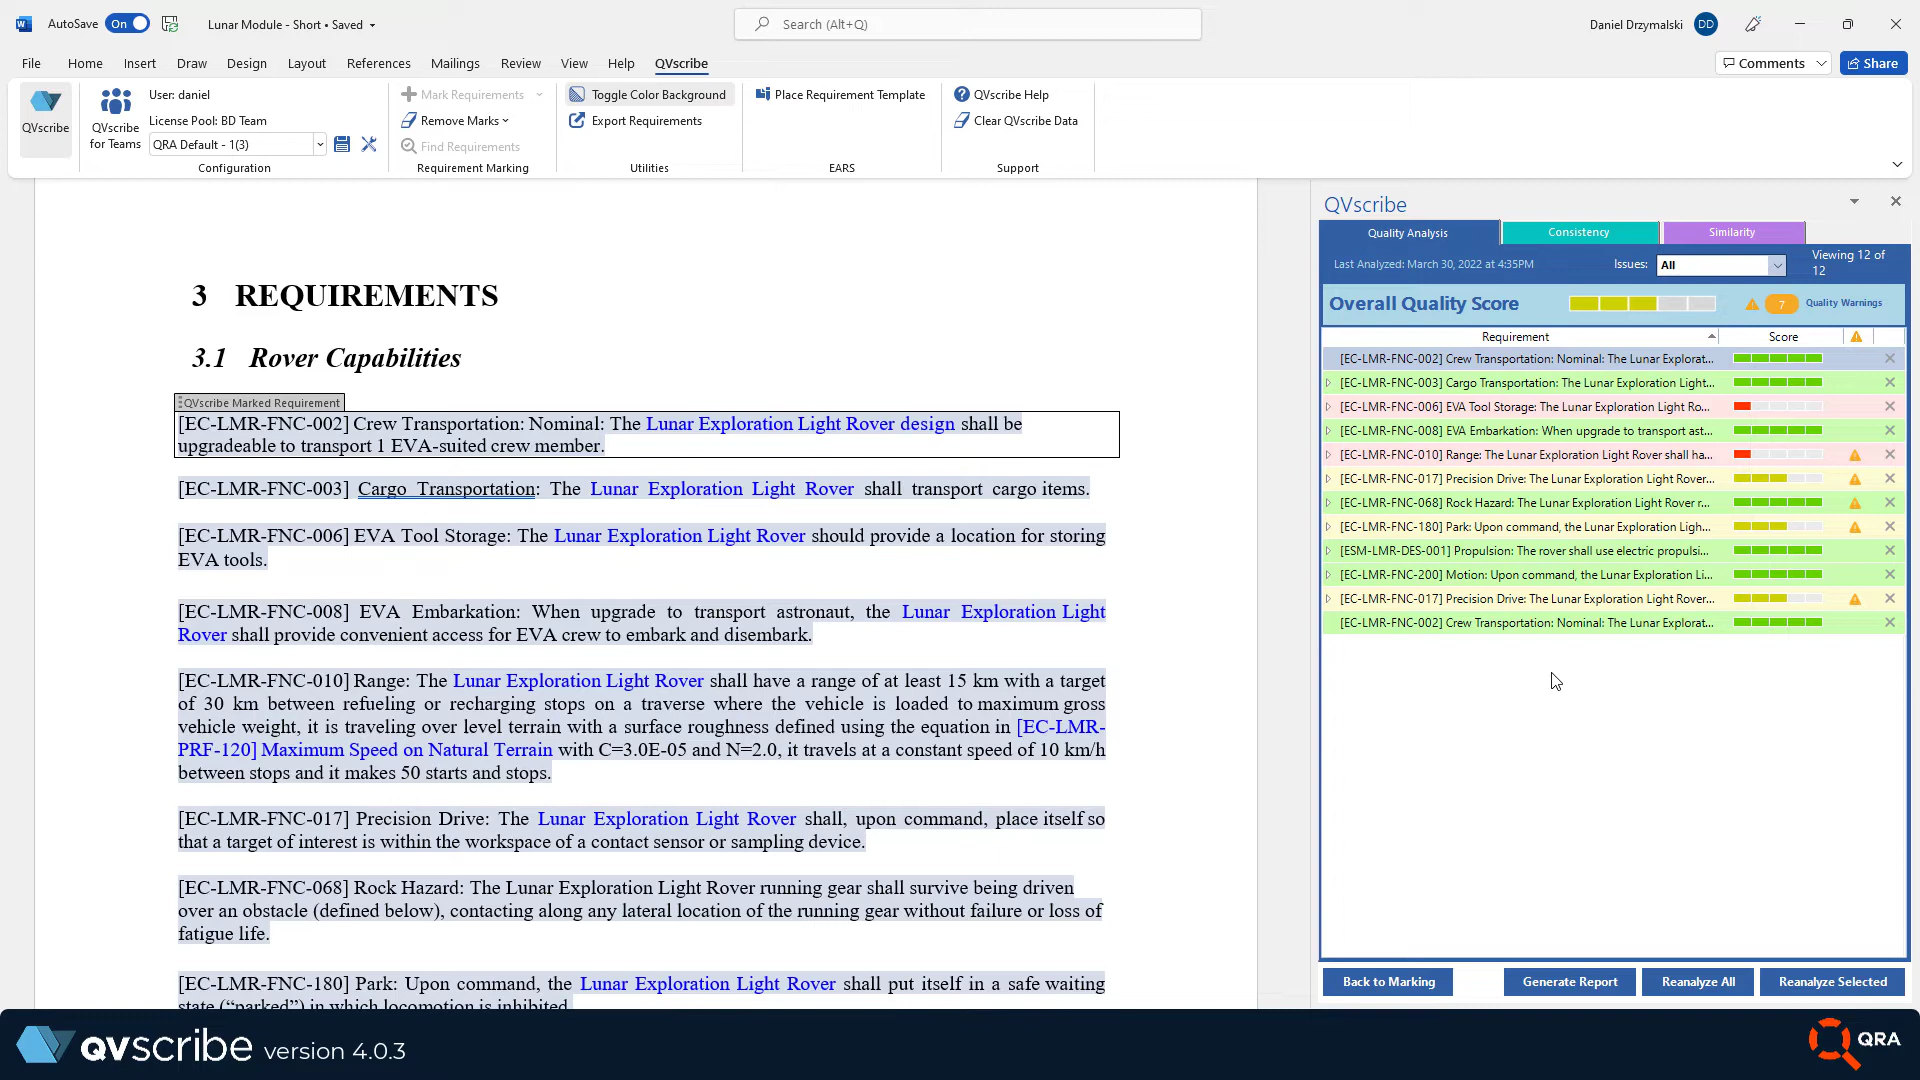 AutoSave On Lunar Module - Short • Saved Search (Alt+Q) Daniel Drzymalski DD
File Home Insert Draw Design Layout References Mailings Review View Help QVscribe Comments Share
QVscribe
QVscribe for Teams
User: daniel
License Pool: BD Team
QRA Default - 1(3)
Configuration
Mark Requirements
Remove Marks
Find Requirements
Requirement Marking
Toggle Color Background
Export Requirements
Utilities
Place Requirement Template
EARS
QVscribe Help
Clear QVscribe Data
Support
3 REQUIREMENTS
3.1 Rover Capabilities
QVscribe Marked Requirement
[EC-LMR-FNC-002] Crew Transportation: Nominal: The Lunar Exploration Light Rover design shall be
upgradeable to transport 1 EVA-suited crew member.
[EC-LMR-FNC-003] Cargo Transportation: The Lunar Exploration Light Rover shall transport cargo items.
[EC-LMR-FNC-006] EVA Tool Storage: The Lunar Exploration Light Rover should provide a location for storing
EVA tools.
[EC-LMR-FNC-008] EVA Embarkation: When upgrade to transport astronaut, the Lunar Exploration Light
Rover shall provide convenient access for EVA crew to embark and disembark.
[EC-LMR-FNC-010] Range: The Lunar Exploration Light Rover shall have a range of at least 15 km with a target
of 30 km between refueling or recharging stops on a traverse where the vehicle is loaded to maximum gross
vehicle weight, it is traveling over level terrain with a surface roughness defined using the equation in [EC-LMR-
PRF-120] Maximum Speed on Natural Terrain with C=3.0E-05 and N=2.0, it travels at a constant speed of 10 km/h
between stops and it makes 50 starts and stops.
[EC-LMR-FNC-017] Precision Drive: The Lunar Exploration Light Rover shall, upon command, place itself so
that a target of interest is within the workspace of a contact sensor or sampling device.
[EC-LMR-FNC-068] Rock Hazard: The Lunar Exploration Light Rover running gear shall survive being driven
over an obstacle (defined below), contacting along any lateral location of the running gear without failure or loss of
fatigue life.
[EC-LMR-FNC-180] Park: Upon command, the Lunar Exploration Light Rover shall put itself in a safe waiting
state (“parked”) in which locomotion is inhibited.
QVscribe
Quality Analysis Consistency Similarity
Last Analyzed: March 30, 2022 at 4:35PM Issues: All Viewing 12 of
12
Overall Quality Score 7 Quality Warnings
Requirement Score
[EC-LMR-FNC-002] Crew Transportation: Nominal: The Lunar Explorat...
[EC-LMR-FNC-003] Cargo Transportation: The Lunar Exploration Light...
[EC-LMR-FNC-006] EVA Tool Storage: The Lunar Exploration Light Ro...
[EC-LMR-FNC-008] EVA Embarkation: When upgrade to transport ast...
[EC-LMR-FNC-010] Range: The Lunar Exploration Light Rover shall ha...
[EC-LMR-FNC-017] Precision Drive: The Lunar Exploration Light Rover...
[EC-LMR-FNC-068] Rock Hazard: The Lunar Exploration Light Rover r...
[EC-LMR-FNC-180] Park: Upon command, the Lunar Exploration Ligh...
[ESM-LMR-DES-001] Propulsion: The rover shall use electric propulsi...
[EC-LMR-FNC-200] Motion: Upon command, the Lunar Exploration Li...
[EC-LMR-FNC-017] Precision Drive: The Lunar Exploration Light Rover...
[EC-LMR-FNC-002] Crew Transportation: Nominal: The Lunar Explorat...
Back to Marking Generate Report Reanalyze All Reanalyze Selected
qvscribe version 4.0.3 QRA